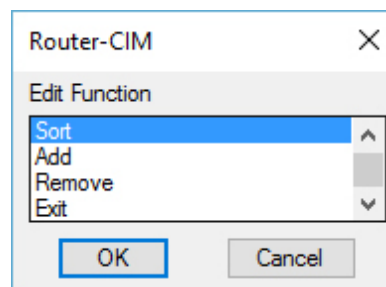 Router-CIM
Edit Function
Sort
Add
Remove
Exit
OK Cancel